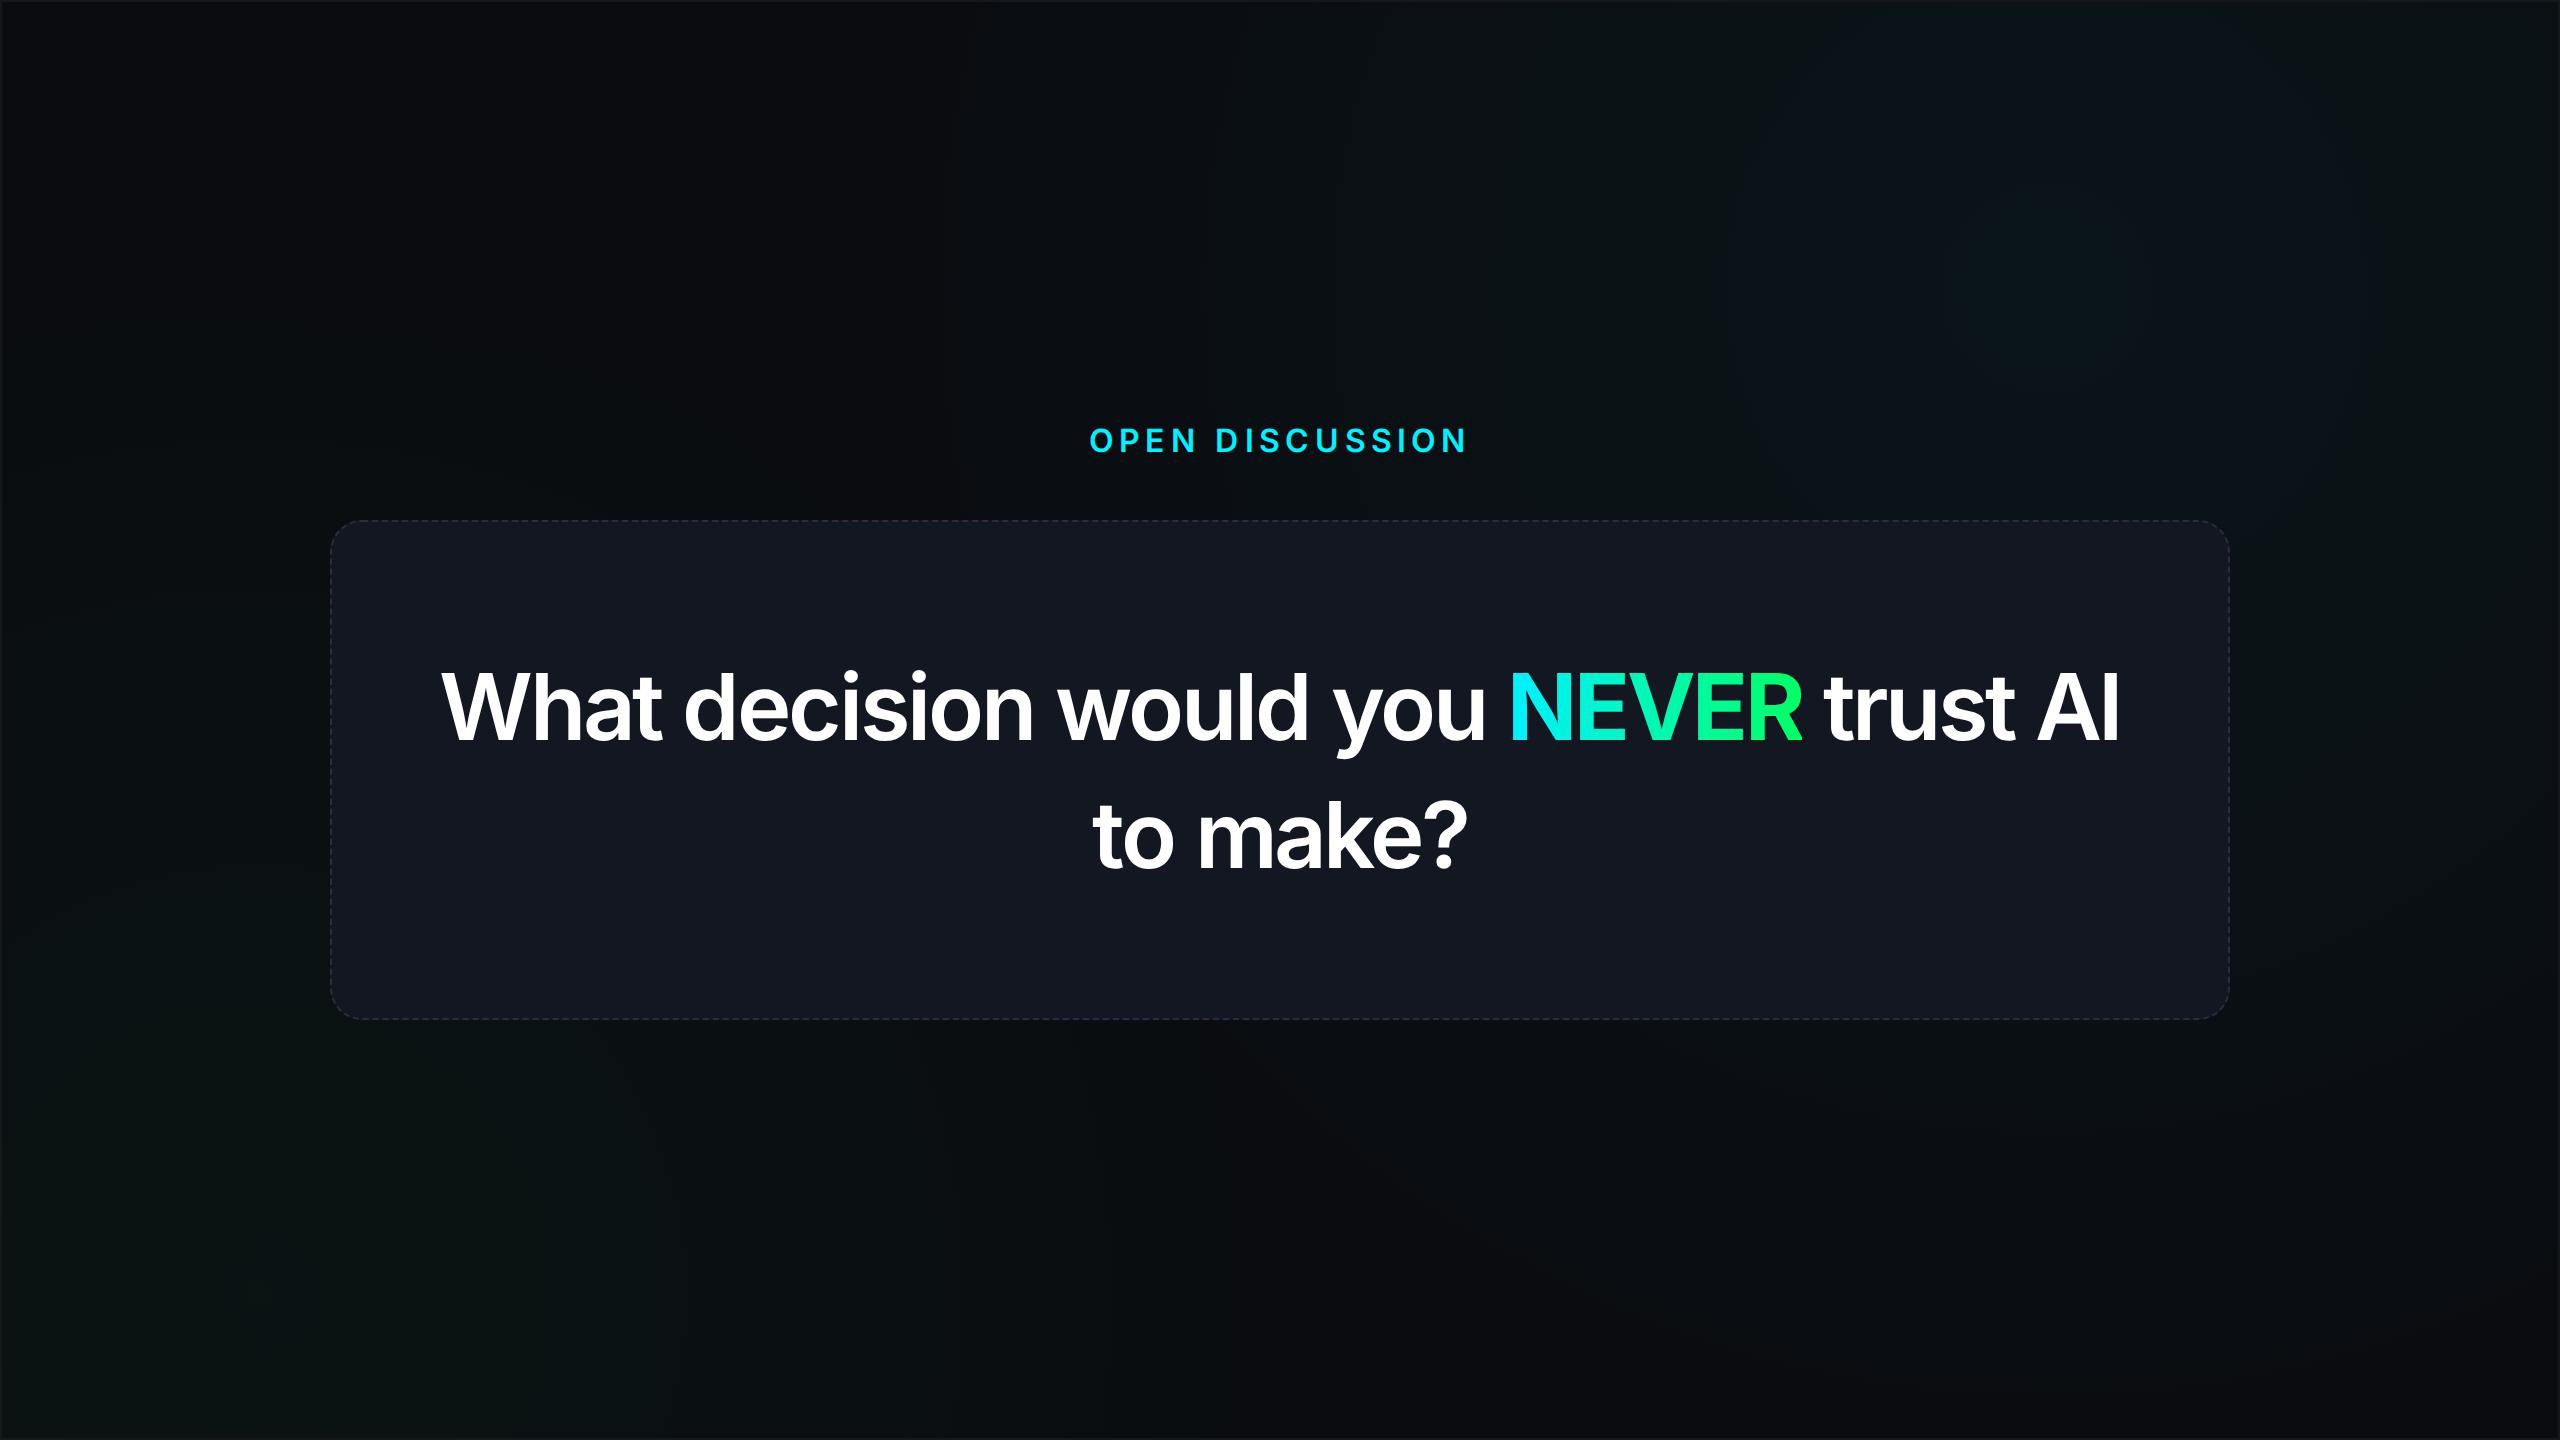 OPEN DISCUSSION
What decision would you NEVER trust AI
to make?